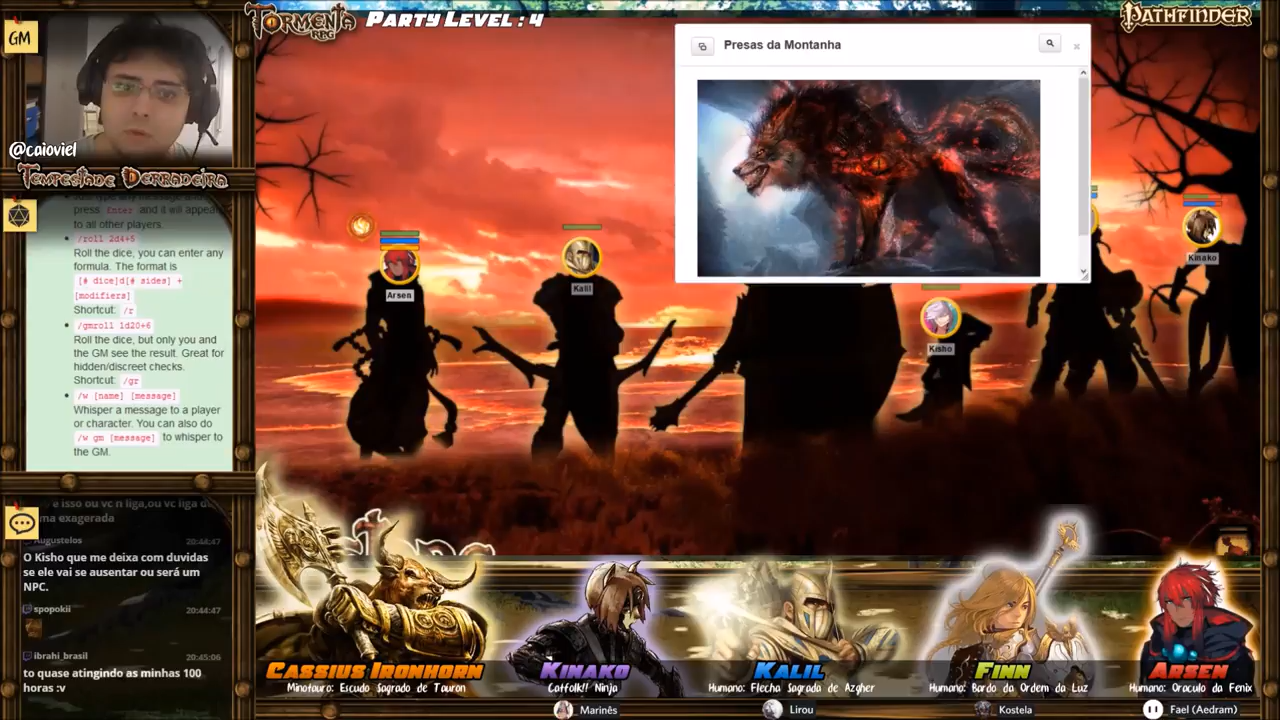 GM
@caioviel
TORMENTA
RPG
PARTY LEVEL : 4
PATHFINDER
Presas da Montanha
TEMPESTADE DERRADEIRA
press Enter and it will appear
to all other players.
/roll 2d4+5
Roll the dice, you can enter any
formula. The format is
[# dice]d[# sides] +
[modifiers]
Shortcut: /r
/gmroll 1d20+6
Roll the dice, but only you and
the GM see the result. Great for
hidden/discreet checks.
Shortcut: /gr
/w [name] [message]
Whisper a message to a player
or character. You can also do
/w gm [message] to whisper to
the GM.
Arsen
Kalil
Kisho
Kinako
é isso ou vc n liga,ou vc liga
ma exagerada
Augustelos 20:44:47
O Kisho que me deixa com duvidas
se ele vai se ausentar ou será um
NPC.
spopokii 20:44:47
ibrahi_brasil 20:45:06
to quase atingindo as minhas 100
horas :v
CASSIUS IRONHORN
Minotauro: Escudo Sagrado de Tauron
KINAKO
Catfolk!! Ninja
KALIL
Humano: Flecha Sagrada de Azgher
FINN
Humano: Bardo da Ordem da Luz
ARSEN
Humano: Oraculo da Fenix
Marinês
Lirou
Kostela
Fael (Aedram)